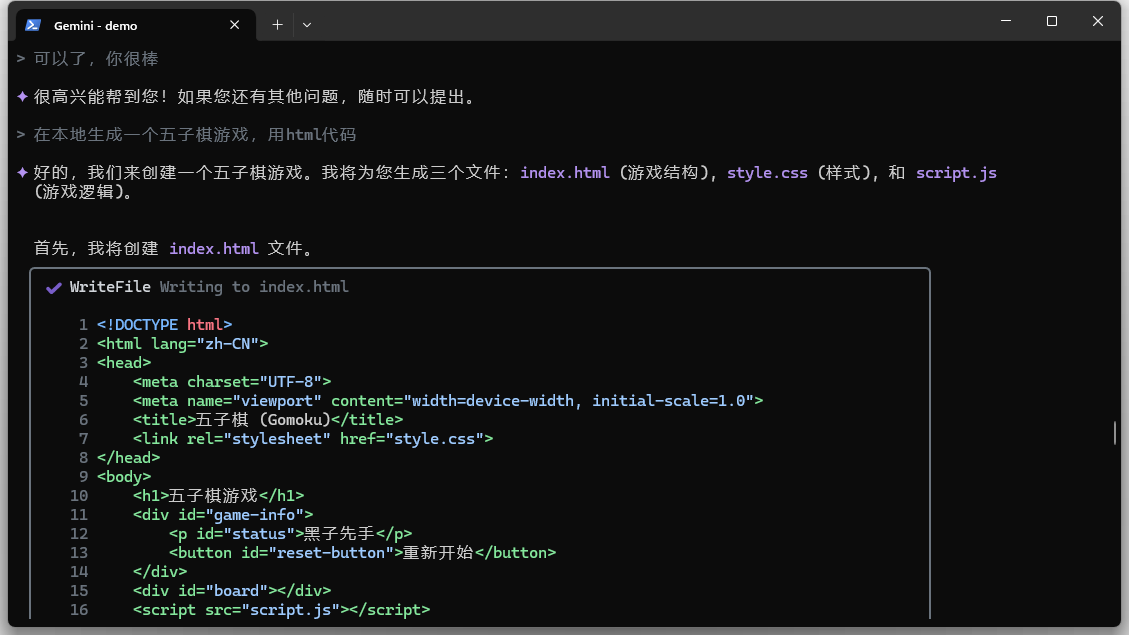 Gemini - demo
> 可以了，你很棒
✦ 很高兴能帮到您！如果您还有其他问题，随时可以提出。
> 在本地生成一个五子棋游戏，用html代码
✦ 好的，我们来创建一个五子棋游戏。我将为您生成三个文件：index.html (游戏结构)，style.css (样式)，和 script.js
(游戏逻辑)。
首先，我将创建 index.html 文件。
✔ WriteFile Writing to index.html
1 <!DOCTYPE html>
2 <html lang="zh-CN">
3 <head>
4     <meta charset="UTF-8">
5     <meta name="viewport" content="width=device-width, initial-scale=1.0">
6     <title>五子棋 (Gomoku)</title>
7     <link rel="stylesheet" href="style.css">
8 </head>
9 <body>
10     <h1>五子棋游戏</h1>
11     <div id="game-info">
12         <p id="status">黑子先手</p>
13         <button id="reset-button">重新开始</button>
14     </div>
15     <div id="board"></div>
16     <script src="script.js"></script>